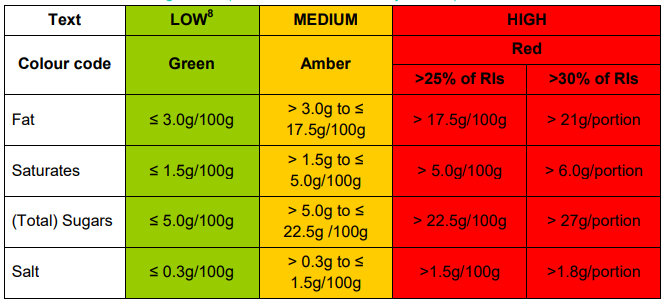 Text LOW8 MEDIUM HIGH
Colour code Green Amber Red
>25% of RIs >30% of RIs
Fat ≤ 3.0g/100g > 3.0g to ≤ 17.5g/100g > 17.5g/100g > 21g/portion
Saturates ≤ 1.5g/100g > 1.5g to ≤ 5.0g/100g > 5.0g/100g > 6.0g/portion
(Total) Sugars ≤ 5.0g/100g > 5.0g to ≤ 22.5g /100g > 22.5g/100g > 27g/portion
Salt ≤ 0.3g/100g > 0.3g to ≤ 1.5g/100g >1.5g/100g >1.8g/portion